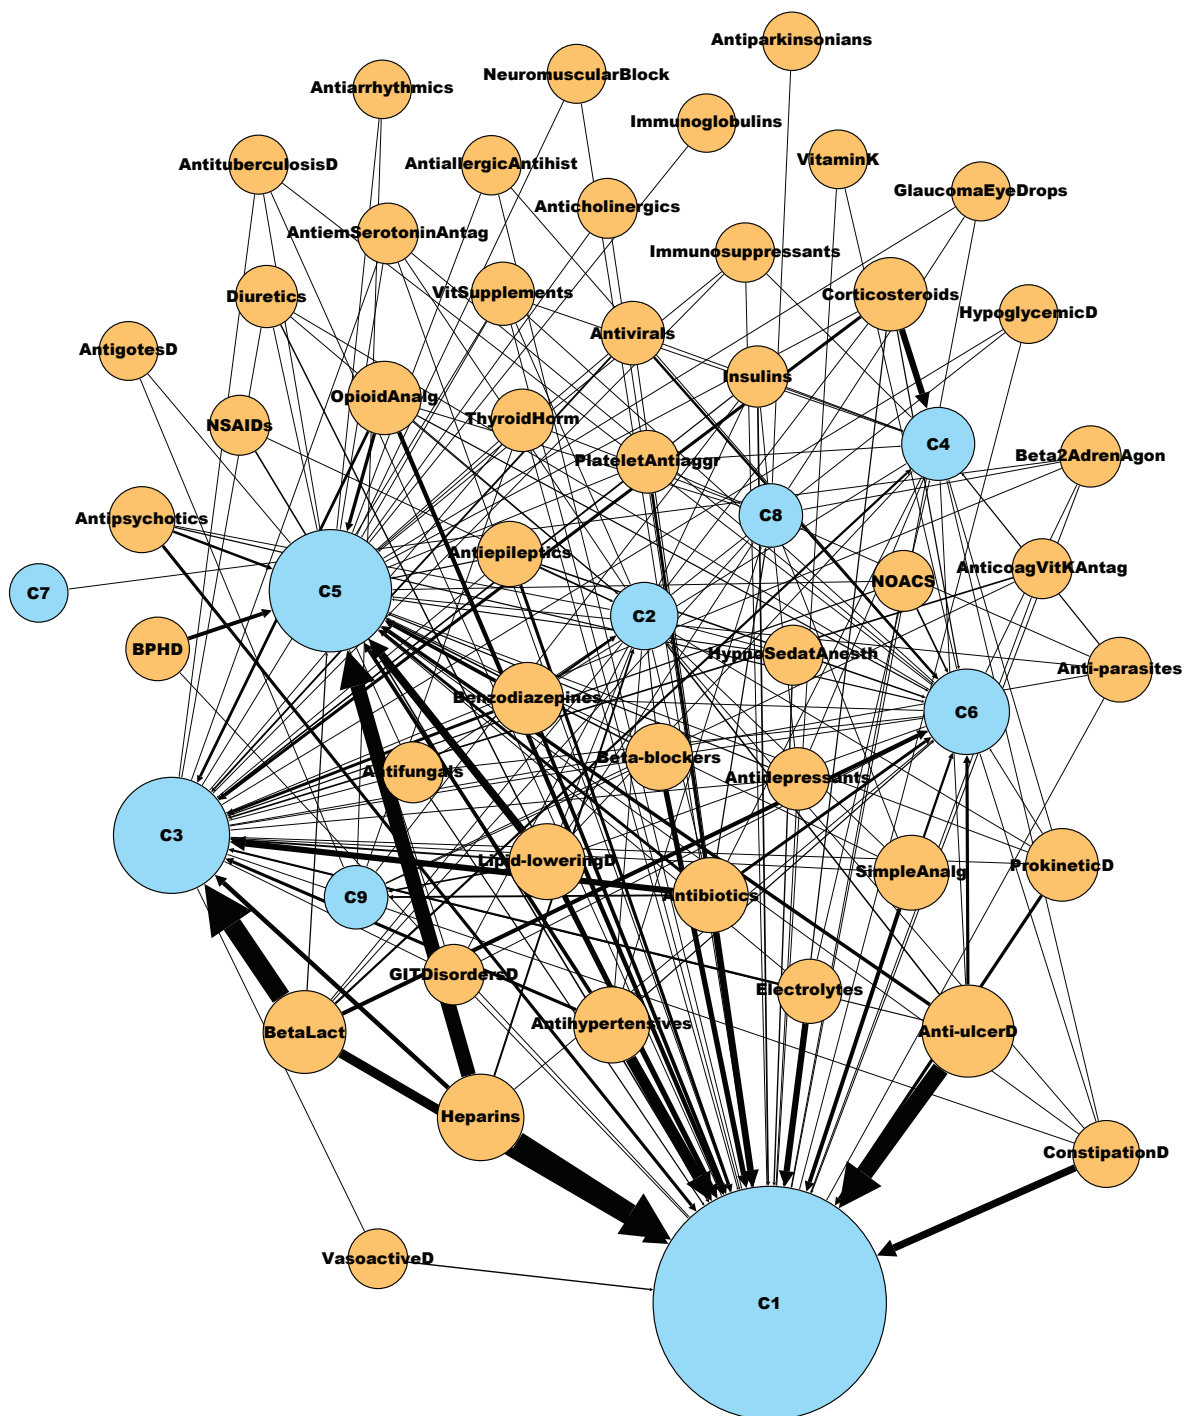 Antiparkinsonians
NeuromuscularBlock
Antiarrhythmics
Immunoglobulins
AntituberculosisD
AntiallergicAntihist
VitaminK
GlaucomaEyeDrops
Anticholinergics
AntiemSerotoninAntag
Immunosuppressants
Diuretics
VitSupplements
Corticosteroids
HypoglycemicD
Antivirals
AntigotesD
Insulins
OpioidAnalg
NSAIDs
ThyroidHorm
C4
Beta2AdrenAgon
PlateletAntiaggr
Antipsychotics
C8
Antiepileptics
AnticoagVitKAntag
NOACS
C7
C5
C2
BPHD
HypnoSedatAnesth
Anti-parasites
Benzodiazepines
C6
Beta-blockers
Antifungals
Antidepressants
C3
Lipid-loweringD
ProkineticD
SimpleAnalg
C9
Antibiotics
GITDisordersD
Electrolytes
Antihypertensives
BetaLact
Anti-ulcerD
Heparins
ConstipationD
VasoactiveD
C1